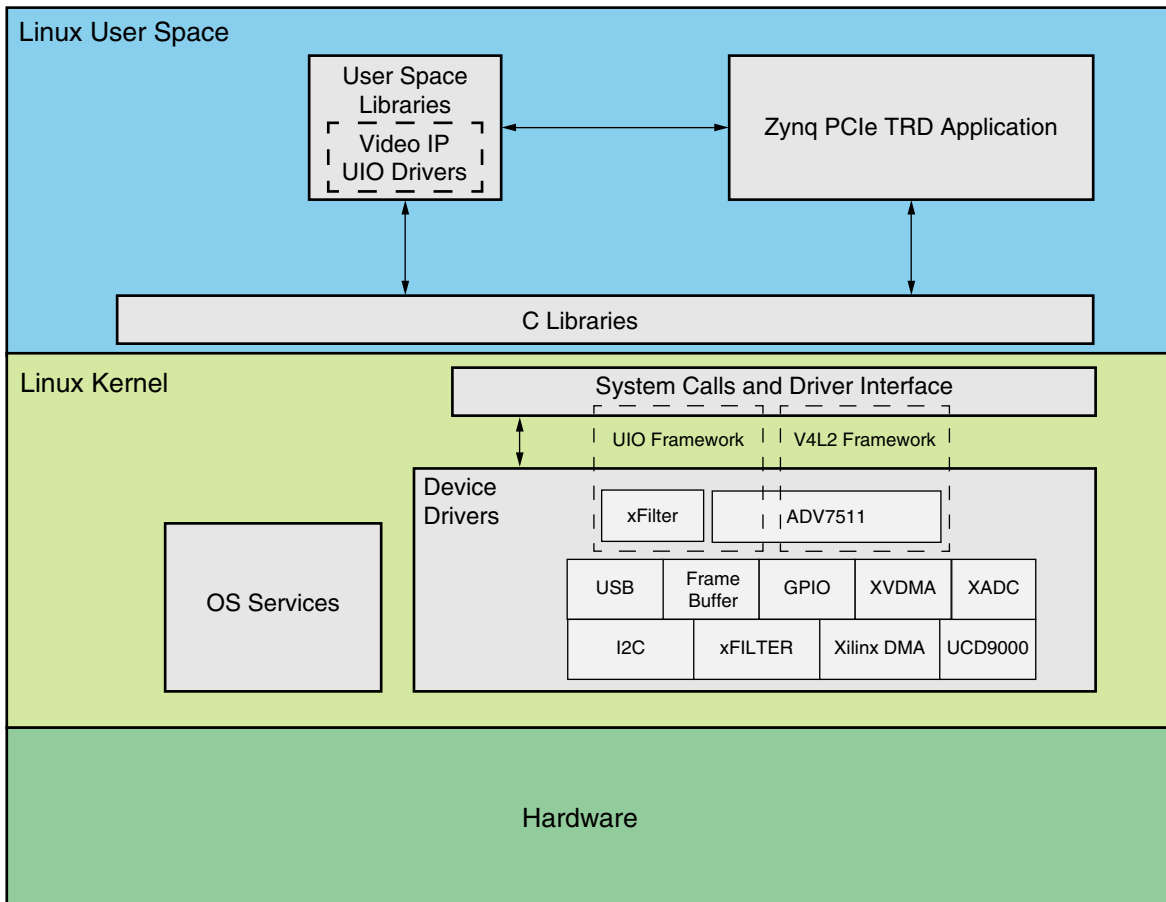 Linux User Space
User Space
Libraries
Video IP
UIO Drivers
Zynq PCIe TRD Application
C Libraries
Linux Kernel
System Calls and Driver Interface
UIO Framework
V4L2 Framework
Device
Drivers
xFilter
ADV7511
USB
Frame
Buffer
GPIO
XVDMA
XADC
I2C
xFILTER
Xilinx DMA
UCD9000
OS Services
Hardware